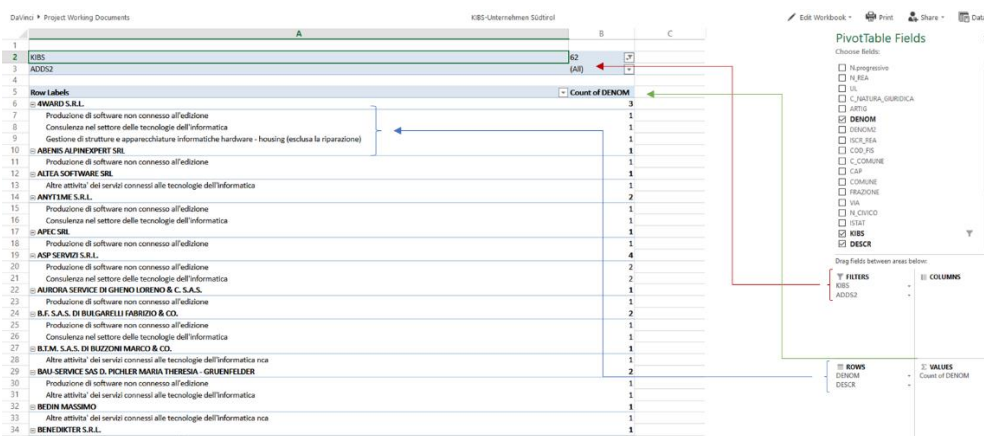 DaVinci ▸ Project Working Documents
KIBS-Unternehmen Südtirol
Edit Workbook
Print
Share
Data
A B C
1
2 KIBS 62
3 ADDS2 (All)
4
5 Row Labels Count of DENOM
6 4WARD S.R.L. 3
7 Produzione di software non connesso all'edizione 1
8 Consulenza nel settore delle tecnologie dell'informatica 1
9 Gestione di strutture e apparecchiature informatiche hardware - housing (esclusa la riparazione) 1
10 ABENIS ALPINEXPERT SRL 1
11 Produzione di software non connesso all'edizione 1
12 ALTEA SOFTWARE SRL 1
13 Altre attivita' dei servizi connessi alle tecnologie dell'informatica 1
14 ANYT1ME S.R.L. 2
15 Produzione di software non connesso all'edizione 1
16 Consulenza nel settore delle tecnologie dell'informatica 1
17 APEC SRL 1
18 Produzione di software non connesso all'edizione 1
19 ASP SERVIZI S.R.L. 4
20 Produzione di software non connesso all'edizione 2
21 Consulenza nel settore delle tecnologie dell'informatica 2
22 AURORA SERVICE DI GHENO LORENO & C. S.A.S. 1
23 Produzione di software non connesso all'edizione 1
24 B.F. S.A.S. DI BULGARELLI FABRIZIO & CO. 2
25 Produzione di software non connesso all'edizione 1
26 Consulenza nel settore delle tecnologie dell'informatica 1
27 B.T.M. S.A.S. DI BUZZONI MARCO & CO. 1
28 Altre attivita' dei servizi connessi alle tecnologie dell'informatica nca 1
29 BAU-SERVICE SAS D. PICHLER MARIA THERESIA - GRUENFELDER 2
30 Produzione di software non connesso all'edizione 1
31 Altre attivita' dei servizi connessi alle tecnologie dell'informatica nca 1
32 BEDIN MASSIMO 1
33 Altre attivita' dei servizi connessi alle tecnologie dell'informatica nca 1
34 BENEDIKTER S.R.L. 1
PivotTable Fields
Choose fields:
N.progressivo
N_REA
UL
C_NATURA_GIURIDICA
ARTIG
DENOM
DENOM2
ISCR_REA
COD_FIS
C_COMUNE
CAP
COMUNE
FRAZIONE
VIA
N_CIVICO
ISTAT
KIBS
DESCR
Drag fields between areas below:
FILTERS
KIBS
ADDS2
COLUMNS
ROWS
DENOM
DESCR
VALUES
Count of DENOM